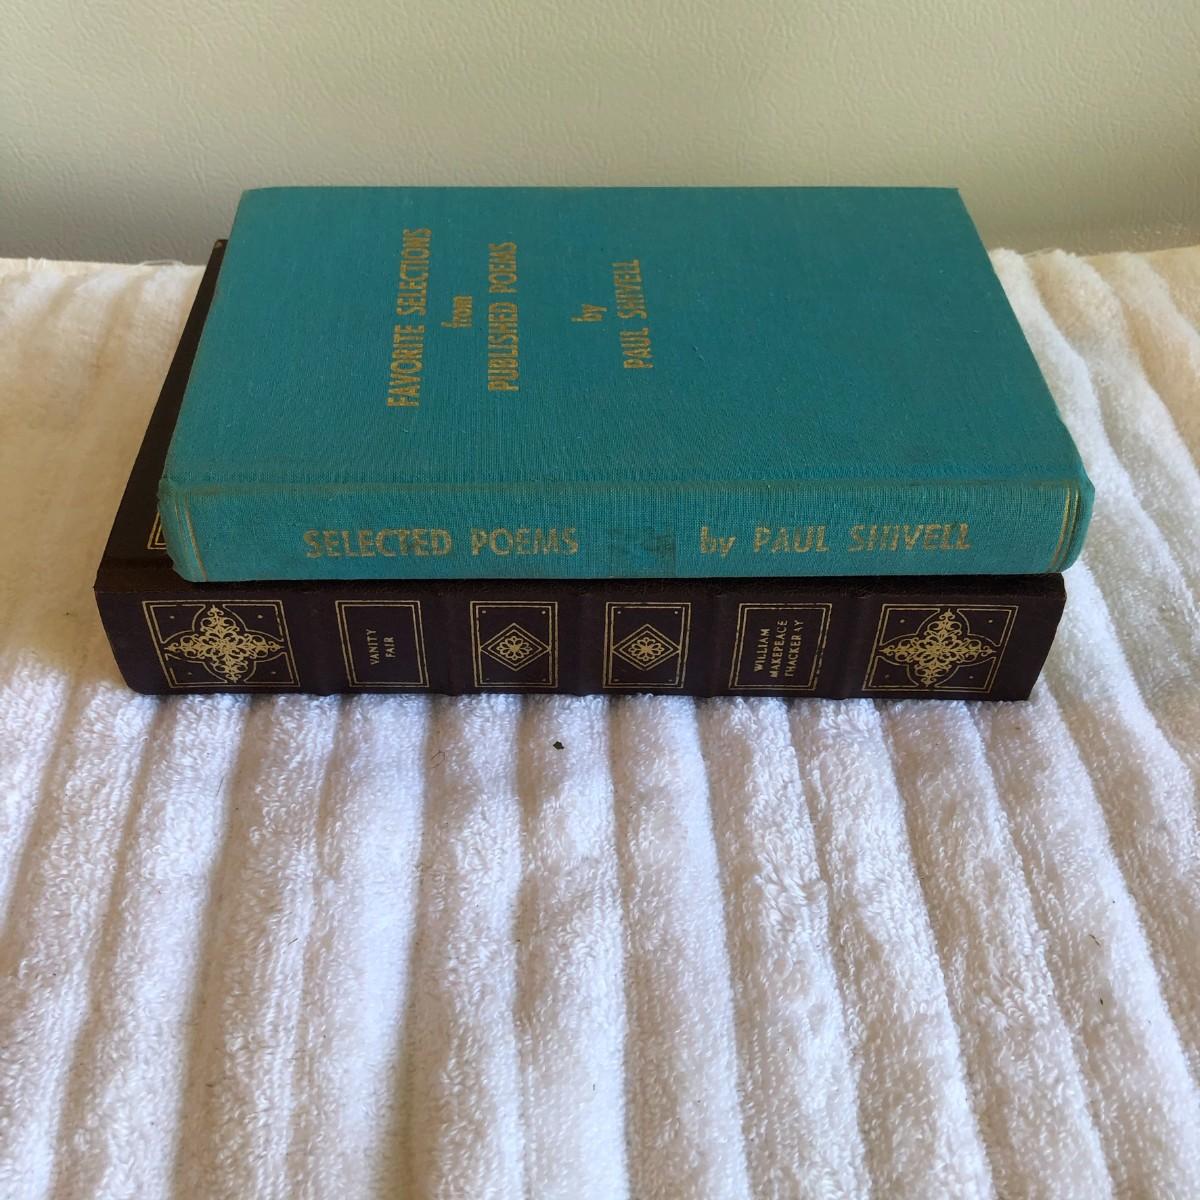 FAVORITE SELECTIONS
from
PUBLISHED POEMS
by
PAUL SHIVELL
SELECTED POEMS by PAUL SHIVELL
VANITY
FAIR
WILLIAM
MAKEPEACE
THACKERAY